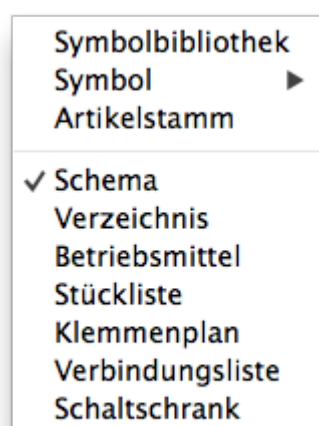 Symbolbibliothek
Symbol
Artikelstamm
Schema
Verzeichnis
Betriebsmittel
Stückliste
Klemmenplan
Verbindungsliste
Schaltschrank